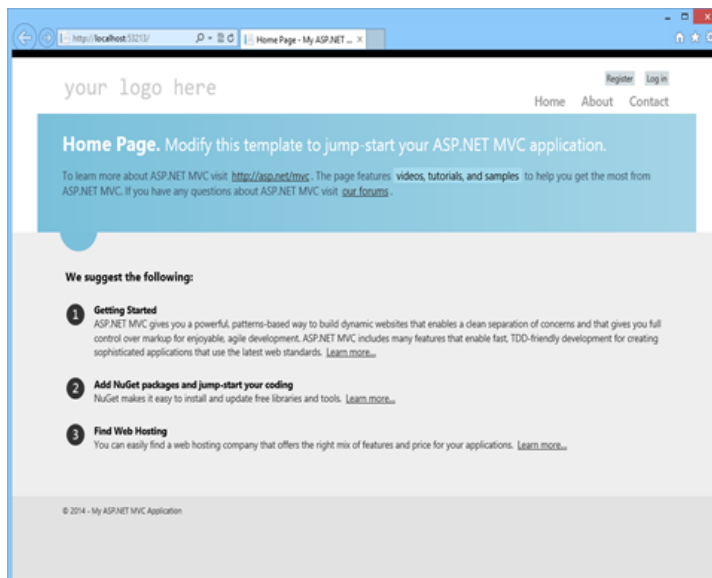 http://localhost:53213/
Home Page - My ASP.NET ...
your logo here
Register Log in
Home About Contact
Home Page. Modify this template to jump-start your ASP.NET MVC application.
To learn more about ASP.NET MVC visit http://asp.net/mvc. The page features videos, tutorials, and samples to help you get the most from
ASP.NET MVC. If you have any questions about ASP.NET MVC visit our forums.
We suggest the following:
1 Getting Started
ASP.NET MVC gives you a powerful, patterns-based way to build dynamic websites that enables a clean separation of concerns and that gives you full
control over markup for enjoyable, agile development. ASP.NET MVC includes many features that enable fast, TDD-friendly development for creating
sophisticated applications that use the latest web standards. Learn more...
2 Add NuGet packages and jump-start your coding
NuGet makes it easy to install and update free libraries and tools. Learn more...
3 Find Web Hosting
You can easily find a web hosting company that offers the right mix of features and price for your applications. Learn more...
© 2014 - My ASP.NET MVC Application